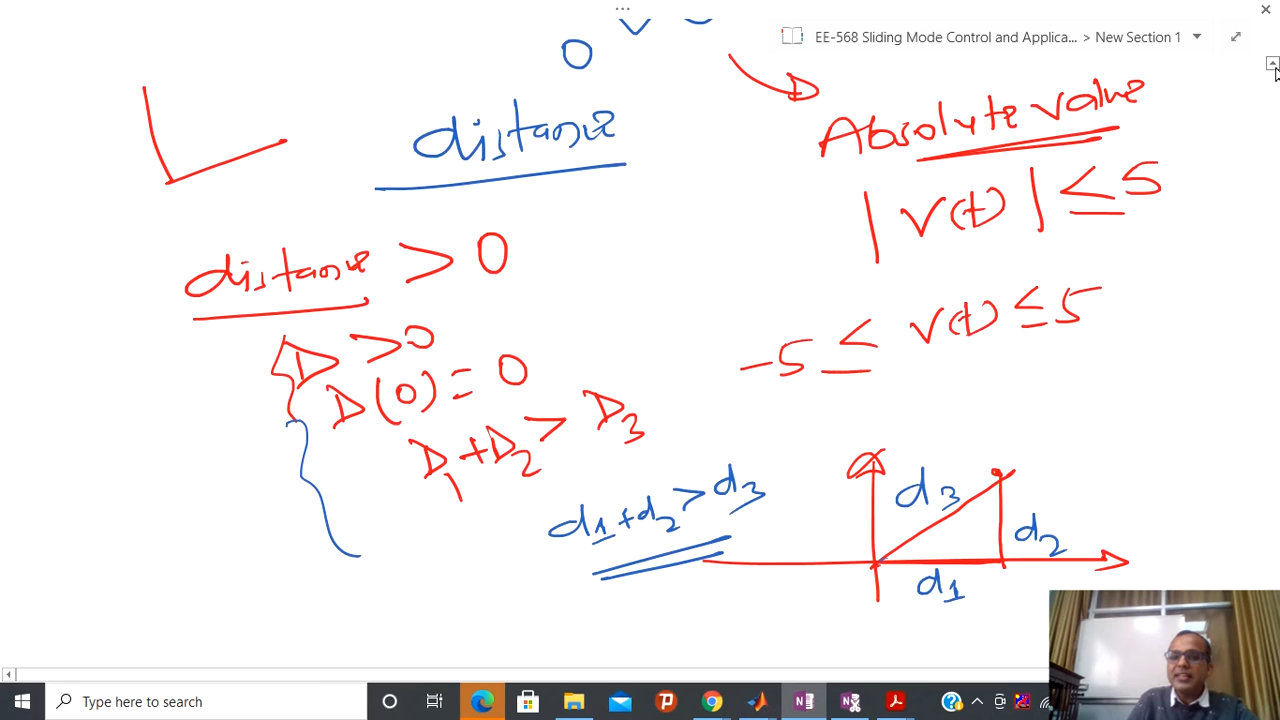 EE-568 Sliding Mode Control and Applica... > New Section 1
0
distance
Absolute value
| v(t) | ≤ 5
distance > 0
-5 ≤ v(t) ≤ 5
D > 0
D(0) = 0
D1 + D2 > D3
d1 + d2 > d3
d3
d2
d1
Type here to search